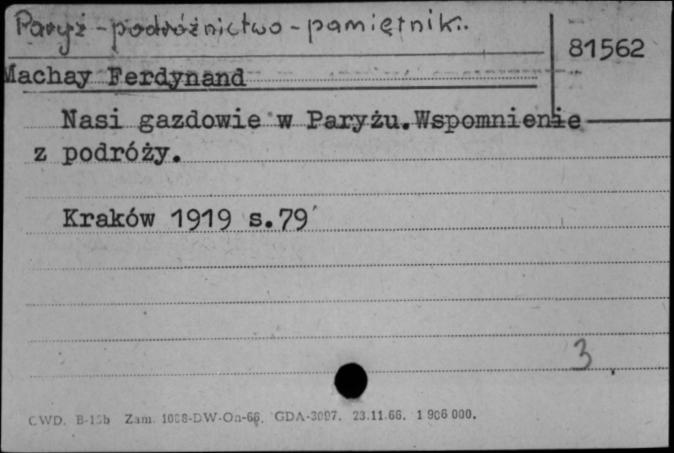 Paryż - podróżnictwo - pamiętniki.
81562
Machay Ferdynand
Nasi gazdowie w Paryżu. Wspomnienie
z podróży.
Kraków 1919 s.79
3
CWD. B-15b Zam. 1088-DW-On-66. GDA-3097. 23.11.66. 1 906 000.